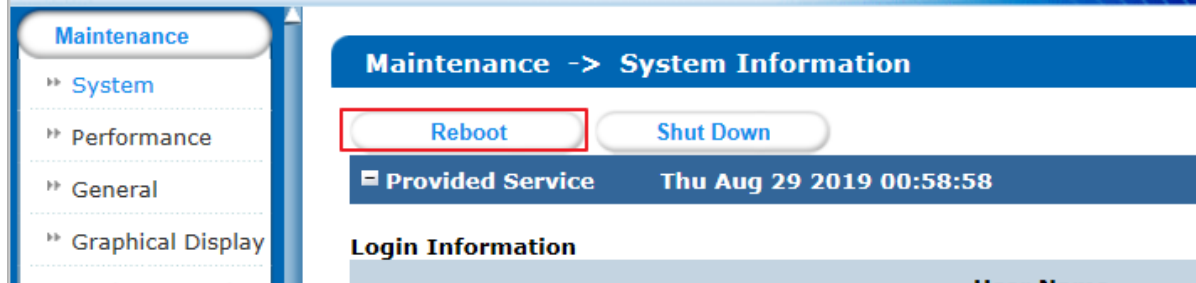 Maintenance
System
Performance
General
Graphical Display
Maintenance -> System Information
Reboot Shut Down
Provided Service Thu Aug 29 2019 00:58:58
Login Information